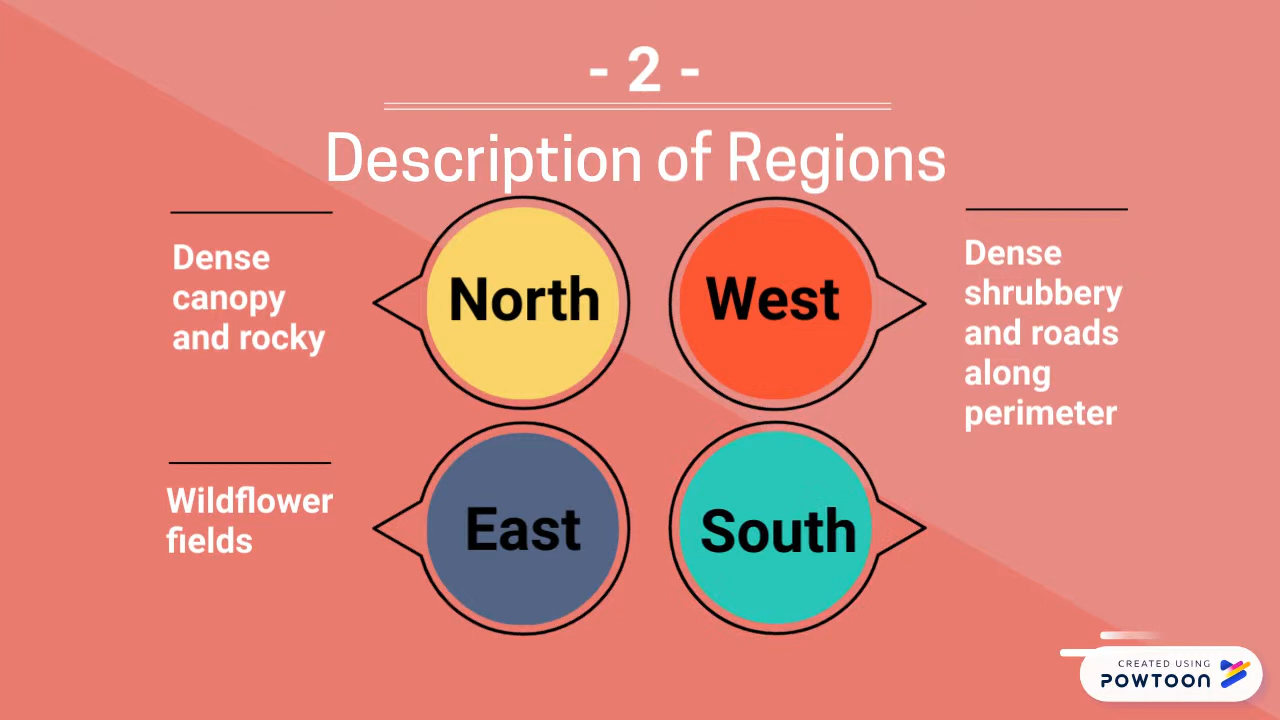 - 2 -
Description of Regions
Dense
canopy
and rocky
North
West
Dense
shrubbery
and roads
along
perimeter
Wildflower
fields
East
South
CREATED USING
POWTOON